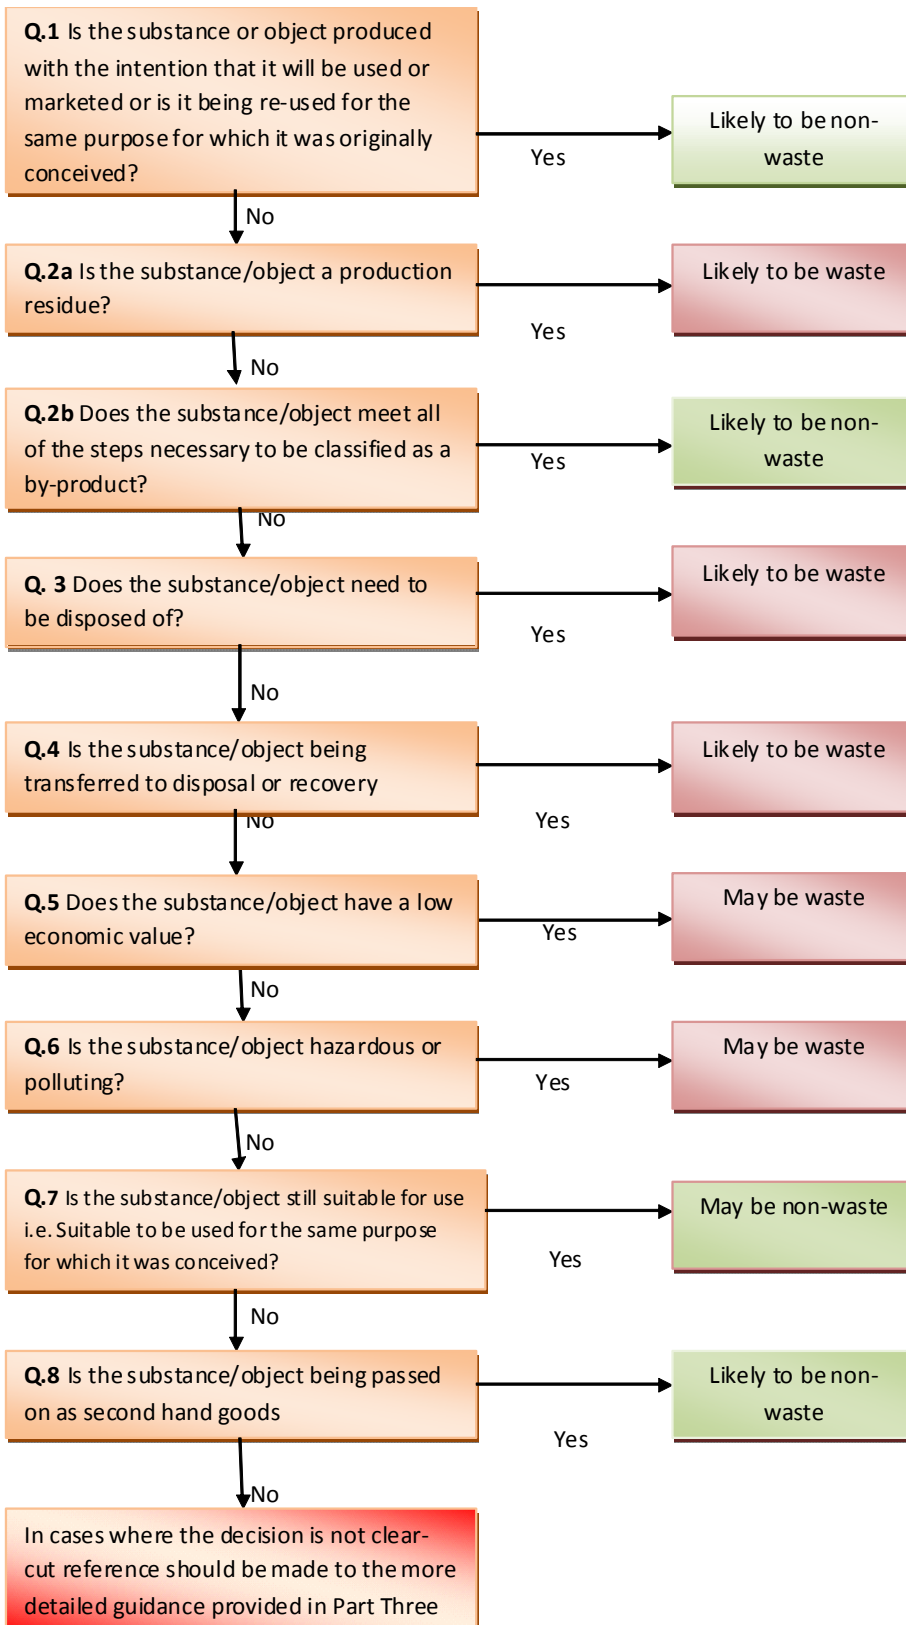 Q.1 Is the substance or object produced
with the intention that it will be used or
marketed or is it being re-used for the
same purpose for which it was originally
conceived?
Yes
Likely to be non-
waste
No
Q.2a Is the substance/object a production
residue?
Yes
Likely to be waste
No
Q.2b Does the substance/object meet all
of the steps necessary to be classified as a
by-product?
Yes
Likely to be non-
waste
No
Q. 3 Does the substance/object need to
be disposed of?
Yes
Likely to be waste
No
Q.4 Is the substance/object being
transferred to disposal or recovery
Yes
Likely to be waste
No
Q.5 Does the substance/object have a low
economic value?
Yes
May be waste
No
Q.6 Is the substance/object hazardous or
polluting?
Yes
May be waste
No
Q.7 Is the substance/object still suitable for use
i.e. Suitable to be used for the same purpose
for which it was conceived?
Yes
May be non-waste
No
Q.8 Is the substance/object being passed
on as second hand goods
Yes
Likely to be non-
waste
No
In cases where the decision is not clear-
cut reference should be made to the more
detailed guidance provided in Part Three